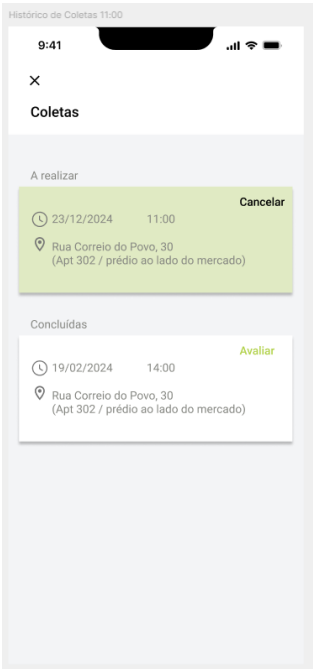 Histórico de Coletas 11:00
9:41
Coletas
A realizar
Cancelar
23/12/2024 11:00
Rua Correio do Povo, 30
(Apt 302 / prédio ao lado do mercado)
Concluídas
Avaliar
19/02/2024 14:00
Rua Correio do Povo, 30
(Apt 302 / prédio ao lado do mercado)